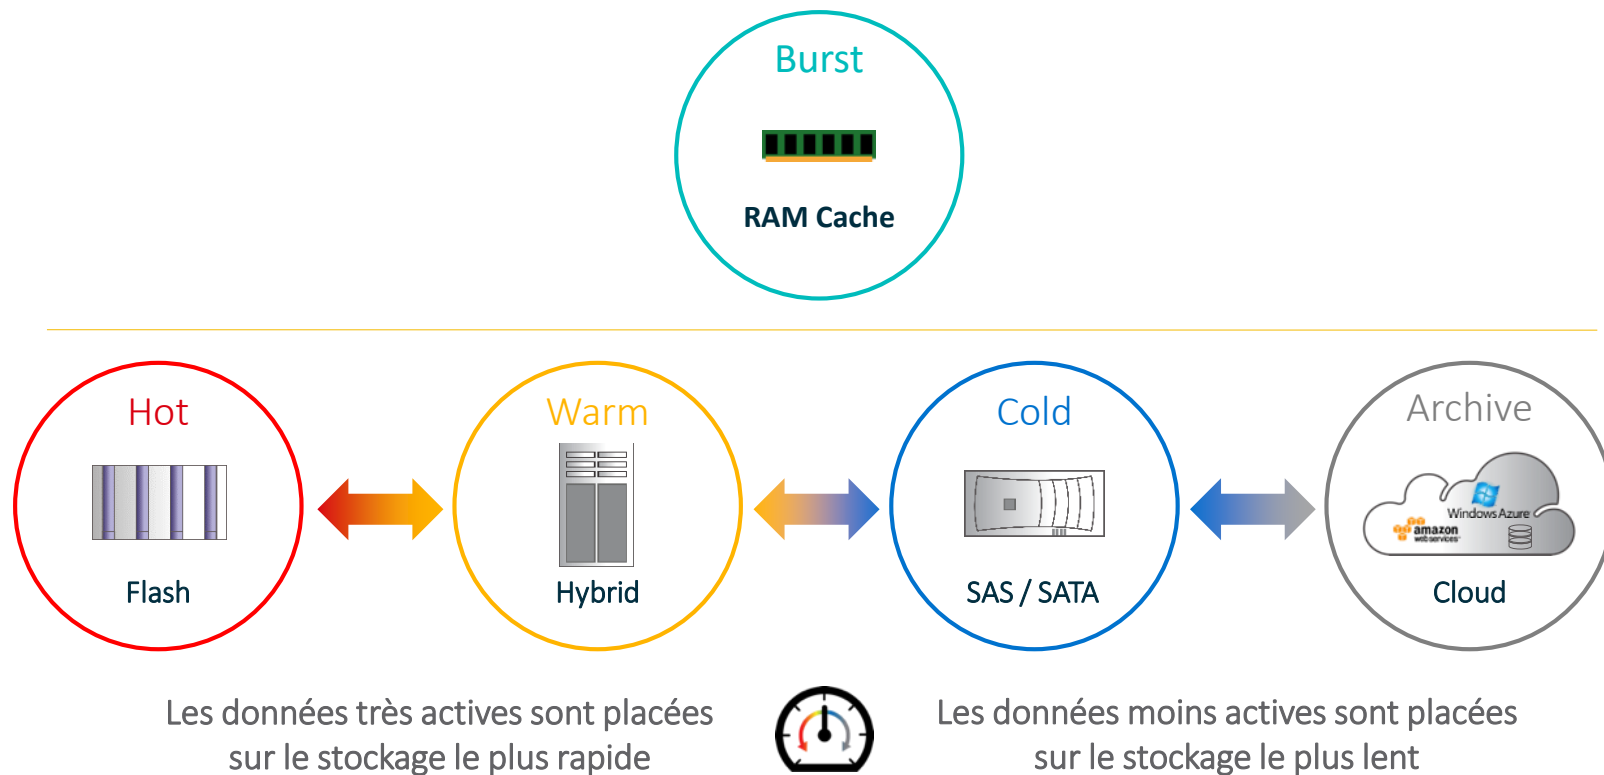 Burst
RAM Cache
Hot
Warm
Cold
Archive
Windows Azure
amazon
webservices™
Flash
Hybrid
SAS / SATA
Cloud
Les données très actives sont placées
sur le stockage le plus rapide
Les données moins actives sont placées
sur le stockage le plus lent